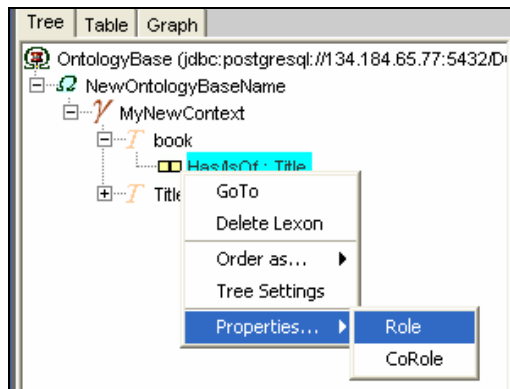 Tree Table Graph
OntologyBase (jdbc:postgresql://134.184.65.77:5432/D
NewOntologyBaseName
MyNewContext
T book
Has/IsOf : Title
T Title
GoTo
Delete Lexon
Order as...
Tree Settings
Properties...
Role
CoRole